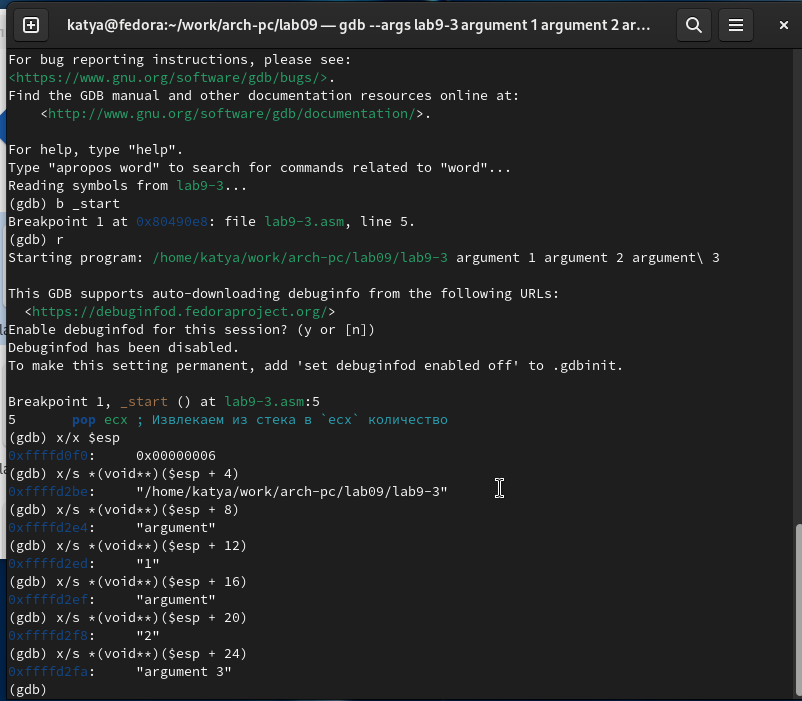 katya@fedora:~/work/arch-pc/lab09 — gdb --args lab9-3 argument 1 argument 2 ar...
For bug reporting instructions, please see:
<https://www.gnu.org/software/gdb/bugs/>.
Find the GDB manual and other documentation resources online at:
    <http://www.gnu.org/software/gdb/documentation/>.

For help, type "help".
Type "apropos word" to search for commands related to "word"...
Reading symbols from lab9-3...
(gdb) b _start
Breakpoint 1 at 0x80490e8: file lab9-3.asm, line 5.
(gdb) r
Starting program: /home/katya/work/arch-pc/lab09/lab9-3 argument 1 argument 2 argument\ 3

This GDB supports auto-downloading debuginfo from the following URLs:
  <https://debuginfod.fedoraproject.org/>
Enable debuginfod for this session? (y or [n])
Debuginfod has been disabled.
To make this setting permanent, add 'set debuginfod enabled off' to .gdbinit.

Breakpoint 1, _start () at lab9-3.asm:5
5       pop ecx ; Извлекаем из стека в `ecx` количество
(gdb) x/x $esp
0xffffd0f0:     0x00000006
(gdb) x/s *(void**)($esp + 4)
0xffffd2be:     "/home/katya/work/arch-pc/lab09/lab9-3"
(gdb) x/s *(void**)($esp + 8)
0xffffd2e4:     "argument"
(gdb) x/s *(void**)($esp + 12)
0xffffd2ed:     "1"
(gdb) x/s *(void**)($esp + 16)
0xffffd2ef:     "argument"
(gdb) x/s *(void**)($esp + 20)
0xffffd2f8:     "2"
(gdb) x/s *(void**)($esp + 24)
0xffffd2fa:     "argument 3"
(gdb)